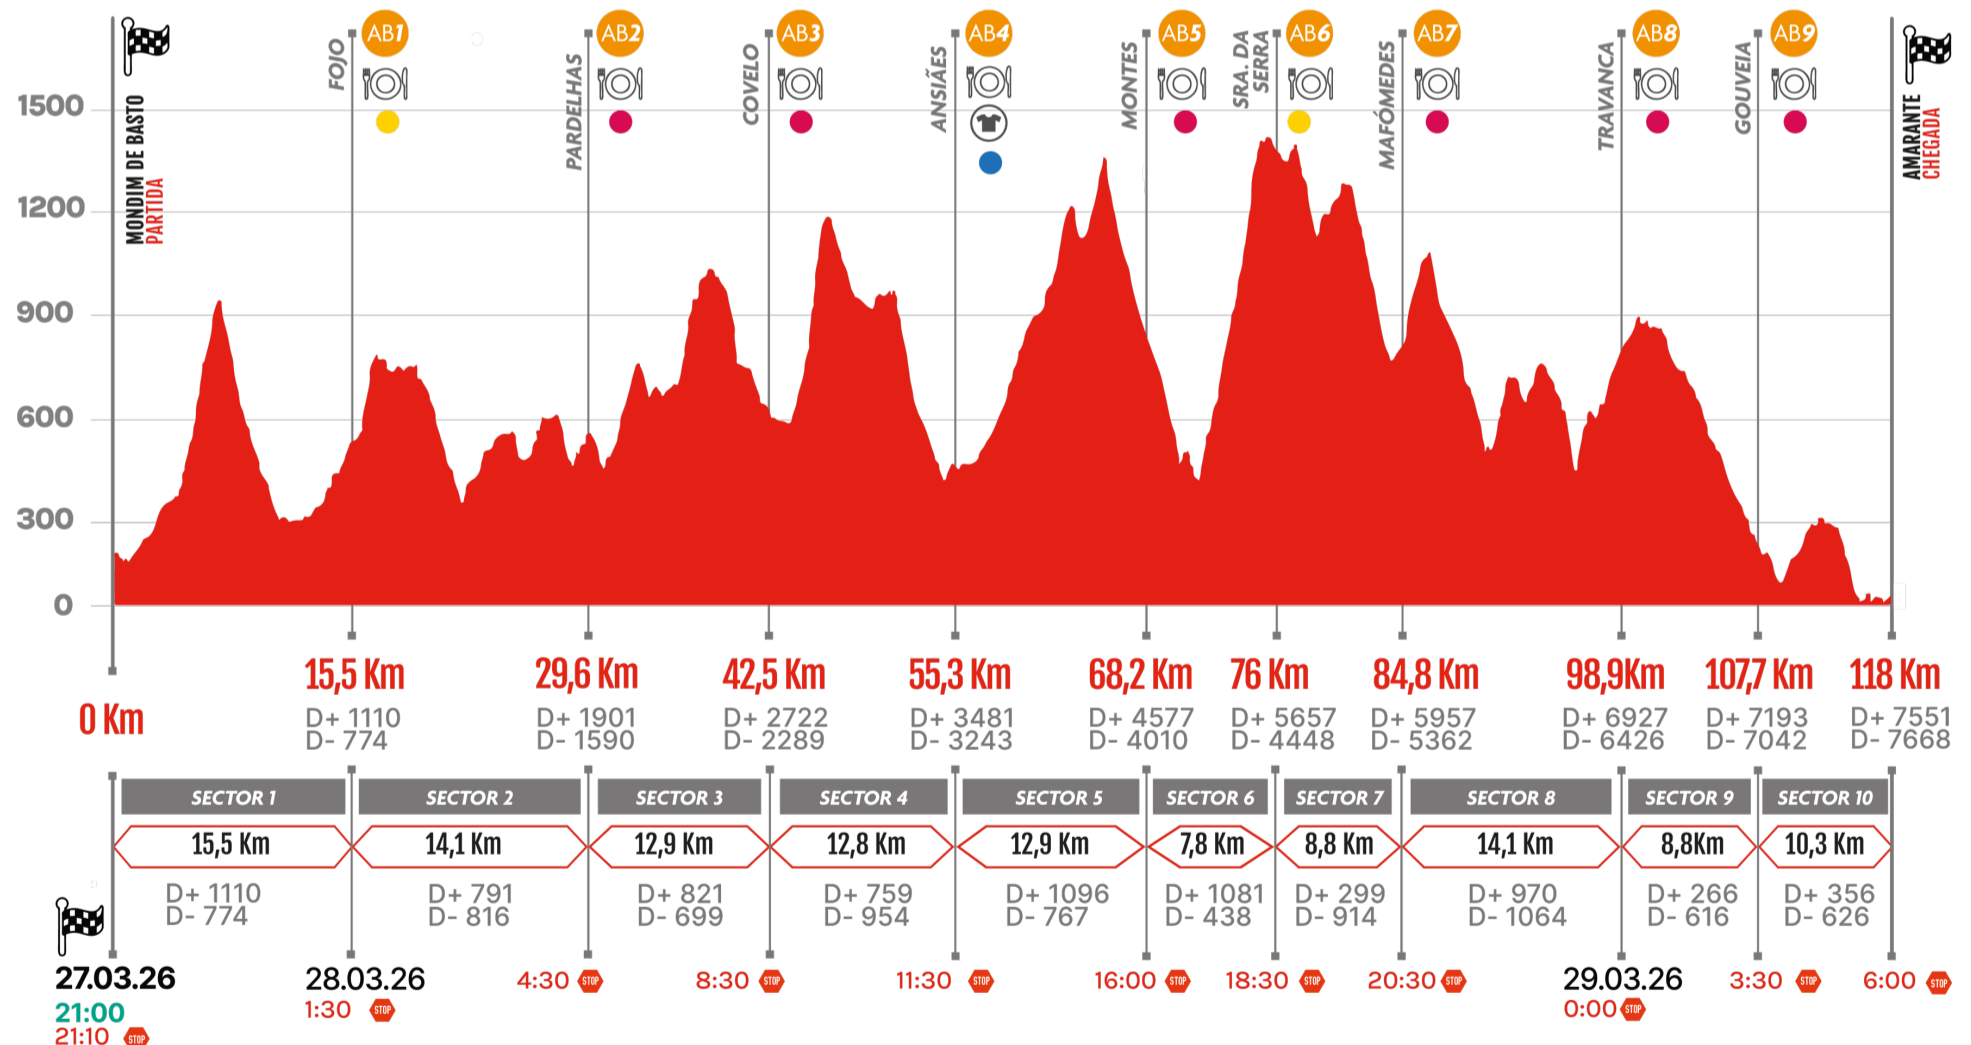 AB1
AB2
AB3
AB4
AB5
AB6
AB7
AB8
AB9
FOJO
PARDELHAS
COVELO
ANSIÃES
MONTES
SRA. DA
SERRA
MAFÓMEDES
TRAVANCA
GOUVEIA
MONDIM DE BASTO
PARTIDA
AMARANTE
CHEGADA
1500
1200
900
600
300
0
0 Km
15,5 Km
D+ 1110
D- 774
29,6 Km
D+ 1901
D- 1590
42,5 Km
D+ 2722
D- 2289
55,3 Km
D+ 3481
D- 3243
68,2 Km
D+ 4577
D- 4010
76 Km
D+ 5657
D- 4448
84,8 Km
D+ 5957
D- 5362
98,9Km
D+ 6927
D- 6426
107,7 Km
D+ 7193
D- 7042
118 Km
D+ 7551
D- 7668
SECTOR 1
15,5 Km
D+ 1110
D- 774
SECTOR 2
14,1 Km
D+ 791
D- 816
SECTOR 3
12,9 Km
D+ 821
D- 699
SECTOR 4
12,8 Km
D+ 759
D- 954
SECTOR 5
12,9 Km
D+ 1096
D- 767
SECTOR 6
7,8 Km
D+ 1081
D- 438
SECTOR 7
8,8 Km
D+ 299
D- 914
SECTOR 8
14,1 Km
D+ 970
D- 1064
SECTOR 9
8,8Km
D+ 266
D- 616
SECTOR 10
10,3 Km
D+ 356
D- 626
27.03.26
21:00
21:10 STOP
28.03.26
1:30 STOP
4:30 STOP
8:30 STOP
11:30 STOP
16:00 STOP
18:30 STOP
20:30 STOP
29.03.26
0:00 STOP
3:30 STOP
6:00 STOP